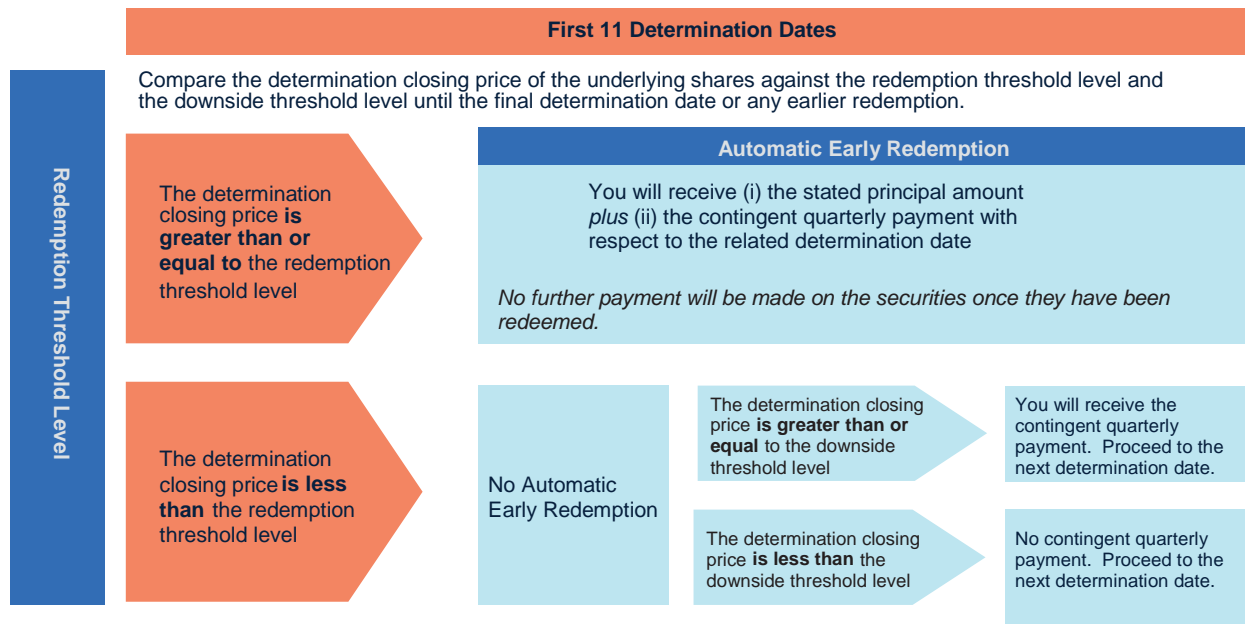 First 11 Determination Dates
Compare the determination closing price of the underlying shares against the redemption threshold level and
the downside threshold level until the final determination date or any earlier redemption.
Redemption Threshold Level
The determination
closing price is
greater than or
equal to the redemption
threshold level
Automatic Early Redemption
You will receive (i) the stated principal amount
plus (ii) the contingent quarterly payment with
respect to the related determination date
No further payment will be made on the securities once they have been
redeemed.
The determination
closing price is less
than the redemption
threshold level
No Automatic
Early Redemption
The determination closing
price is greater than or
equal to the downside
threshold level
You will receive the
contingent quarterly
payment. Proceed to the
next determination date.
The determination closing
price is less than the
downside threshold level
No contingent quarterly
payment. Proceed to the
next determination date.